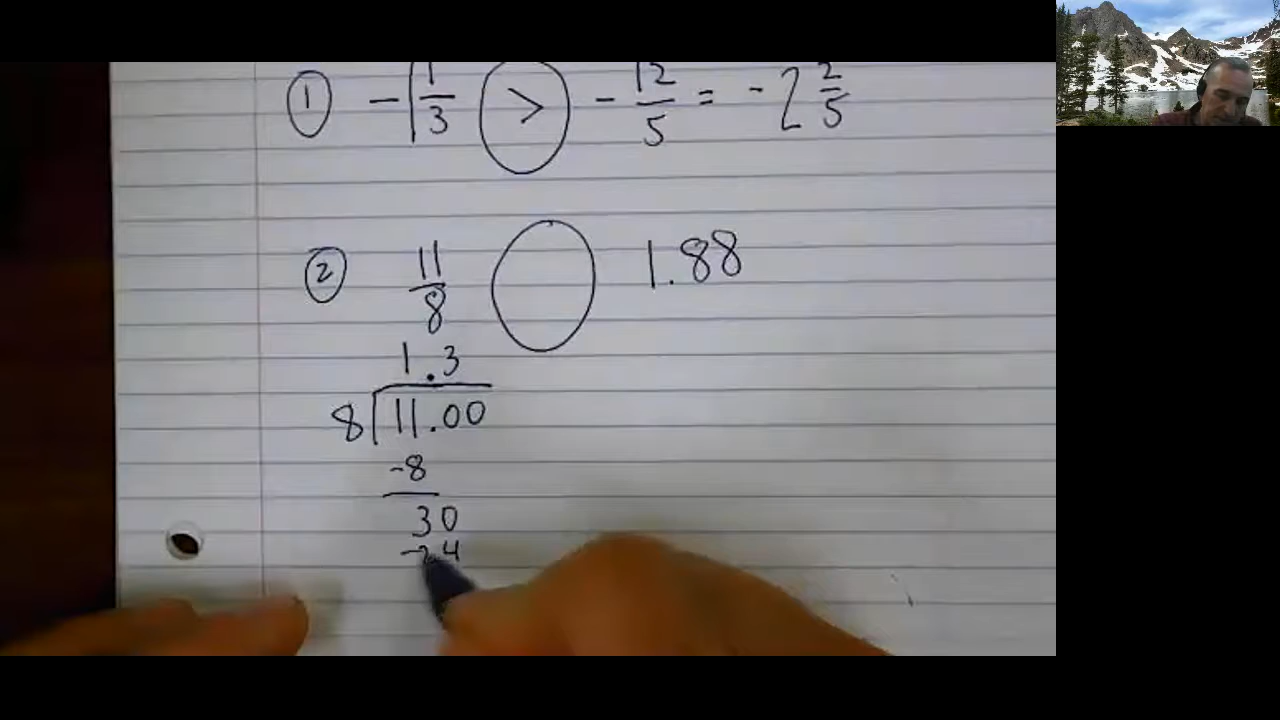 ① -1 1/3 > -12/5 = -2 2/5
② 11/8 ◯ 1.88
1.3
8 11.00
-8
30
-24